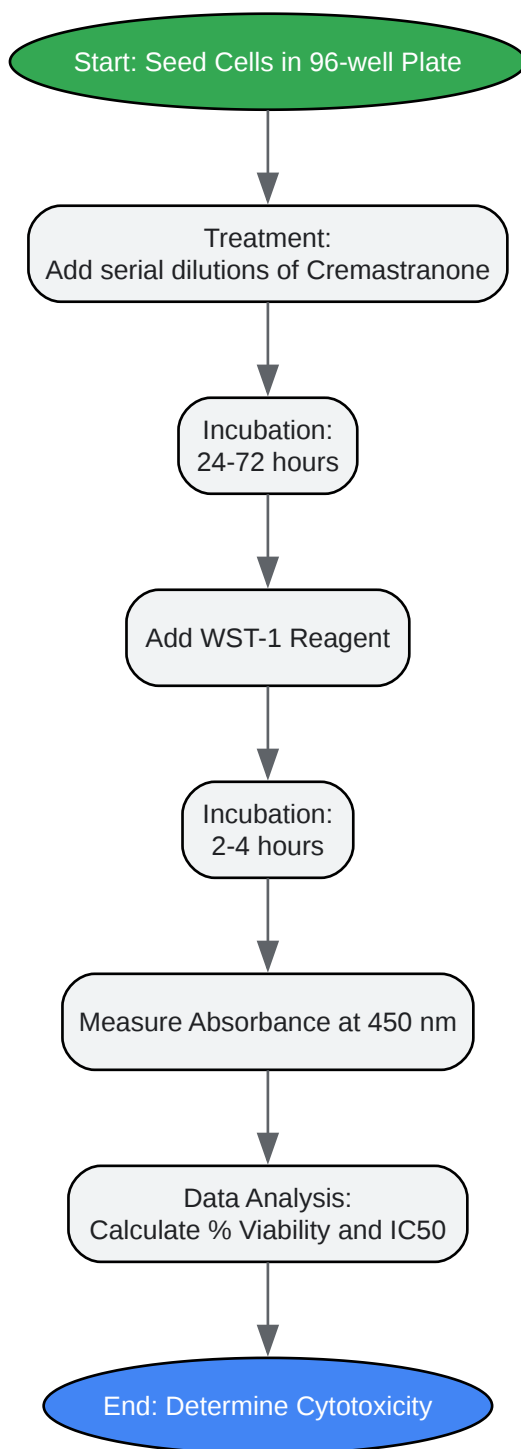 Start: Seed Cells in 96-well Plate
Treatment:
Add serial dilutions of Cremastranone
Incubation:
24-72 hours
Add WST-1 Reagent
Incubation:
2-4 hours
Measure Absorbance at 450 nm
Data Analysis:
Calculate % Viability and IC50
End: Determine Cytotoxicity